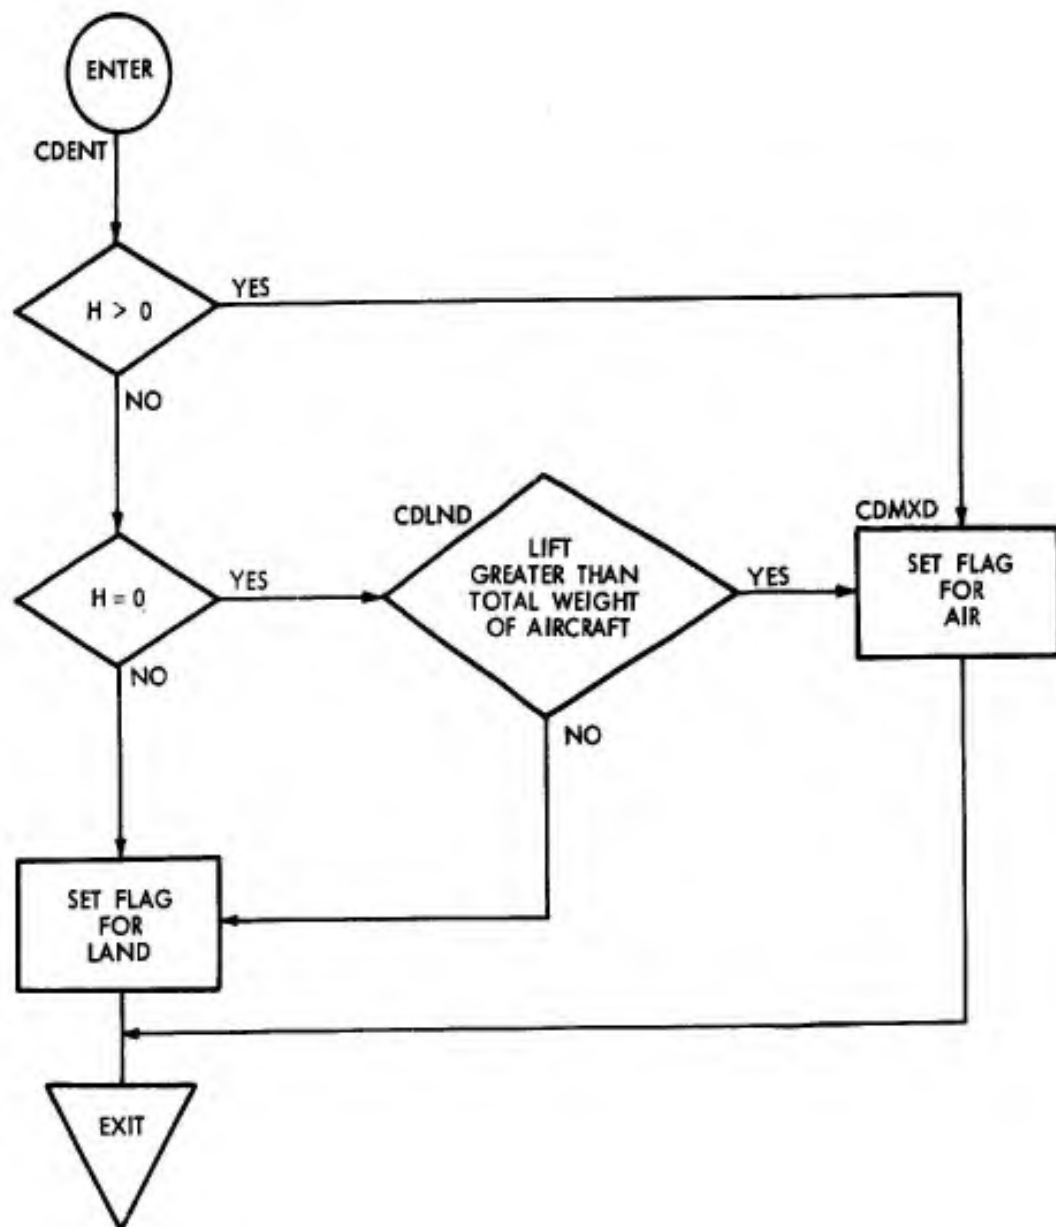 ENTER
CDENT
H > 0
YES
NO
H = 0
YES
NO
CDLND
LIFT
GREATER THAN
TOTAL WEIGHT
OF AIRCRAFT
YES
NO
CDMXD
SET FLAG
FOR
AIR
SET FLAG
FOR
LAND
EXIT